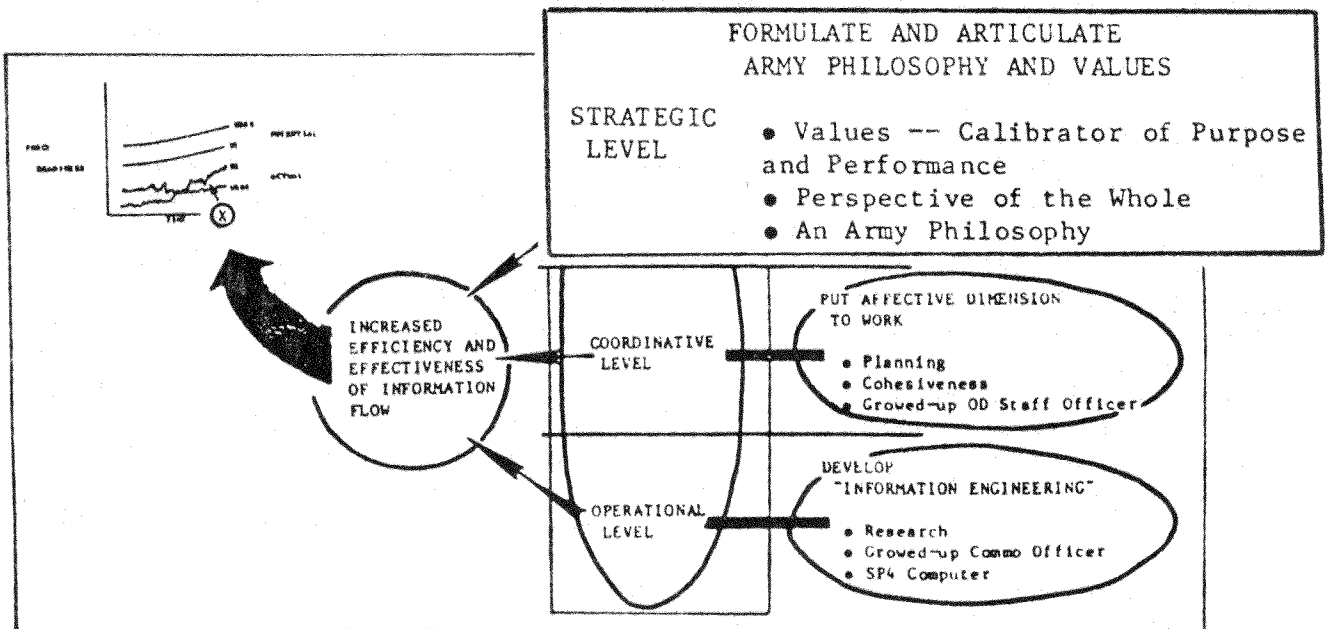 FORMULATE AND ARTICULATE
ARMY PHILOSOPHY AND VALUES
STRATEGIC
LEVEL
● Values -- Calibrator of Purpose
and Performance
● Perspective of the Whole
● An Army Philosophy
TIME
X
INCREASED
EFFICIENCY AND
EFFECTIVENESS
OF INFORMATION
FLOW
COORDINATIVE
LEVEL
PUT AFFECTIVE DIMENSION
TO WORK
● Planning
● Cohesiveness
● Growed-up OD Staff Officer
OPERATIONAL
LEVEL
DEVELOP
"INFORMATION ENGINEERING"
● Research
● Growed-up Commo Officer
● SP4 Computer